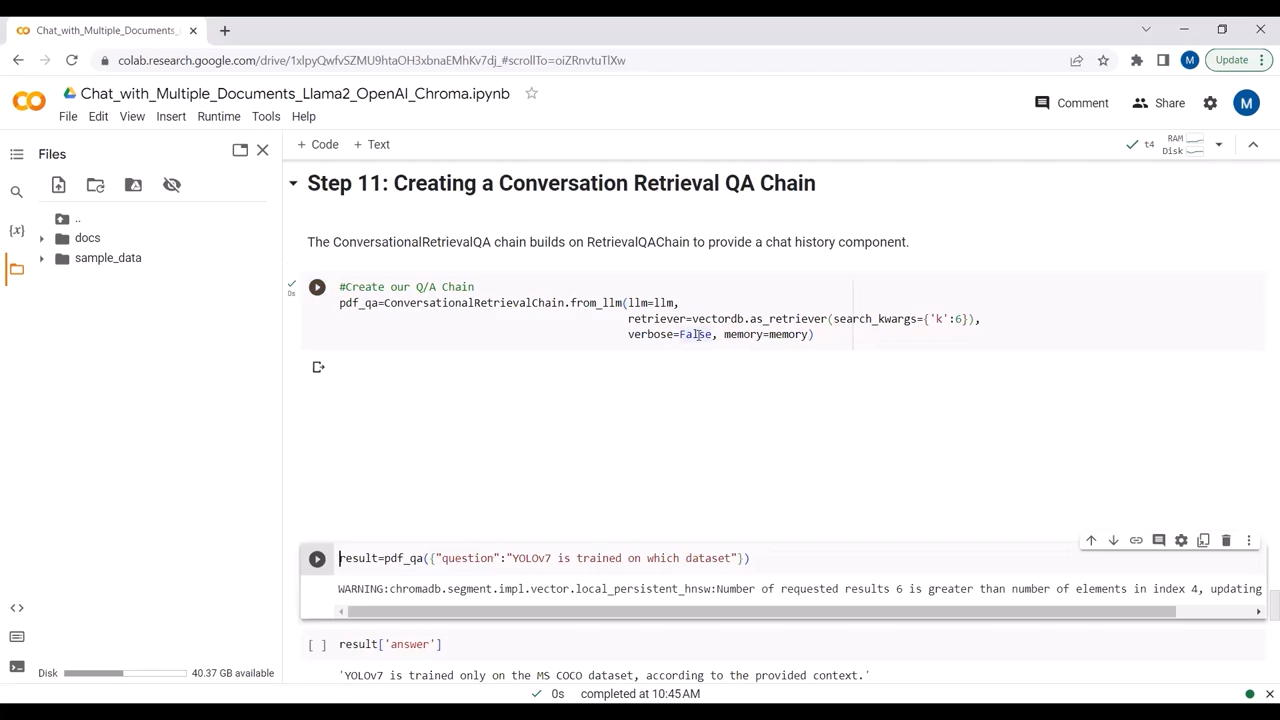 Chat_with_Multiple_Documents_
colab.research.google.com/drive/1xlpyQwfvSZMU9htaOH3xbnaEMhKv7dj_#scrollTo=oiZRnvtuTlXw
M
Update
Chat_with_Multiple_Documents_Llama2_OpenAI_Chroma.ipynb
File Edit View Insert Runtime Tools Help
Comment
Share
M
Files
+ Code + Text
t4
RAM
Disk
..
docs
sample_data
{x}
Step 11: Creating a Conversation Retrieval QA Chain
The ConversationalRetrievalQA chain builds on RetrievalQAChain to provide a chat history component.
0s
#Create our Q/A Chain
pdf_qa=ConversationalRetrievalChain.from_llm(llm=llm,
retriever=vectordb.as_retriever(search_kwargs={'k':6}),
verbose=False, memory=memory)
result=pdf_qa({"question":"YOLOv7 is trained on which dataset"})
WARNING:chromadb.segment.impl.vector.local_persistent_hnsw:Number of requested results 6 is greater than number of elements in index 4, updating
[ ] result['answer']
'YOLOv7 is trained only on the MS COCO dataset, according to the provided context.'
Disk 40.37 GB available
0s completed at 10:45 AM